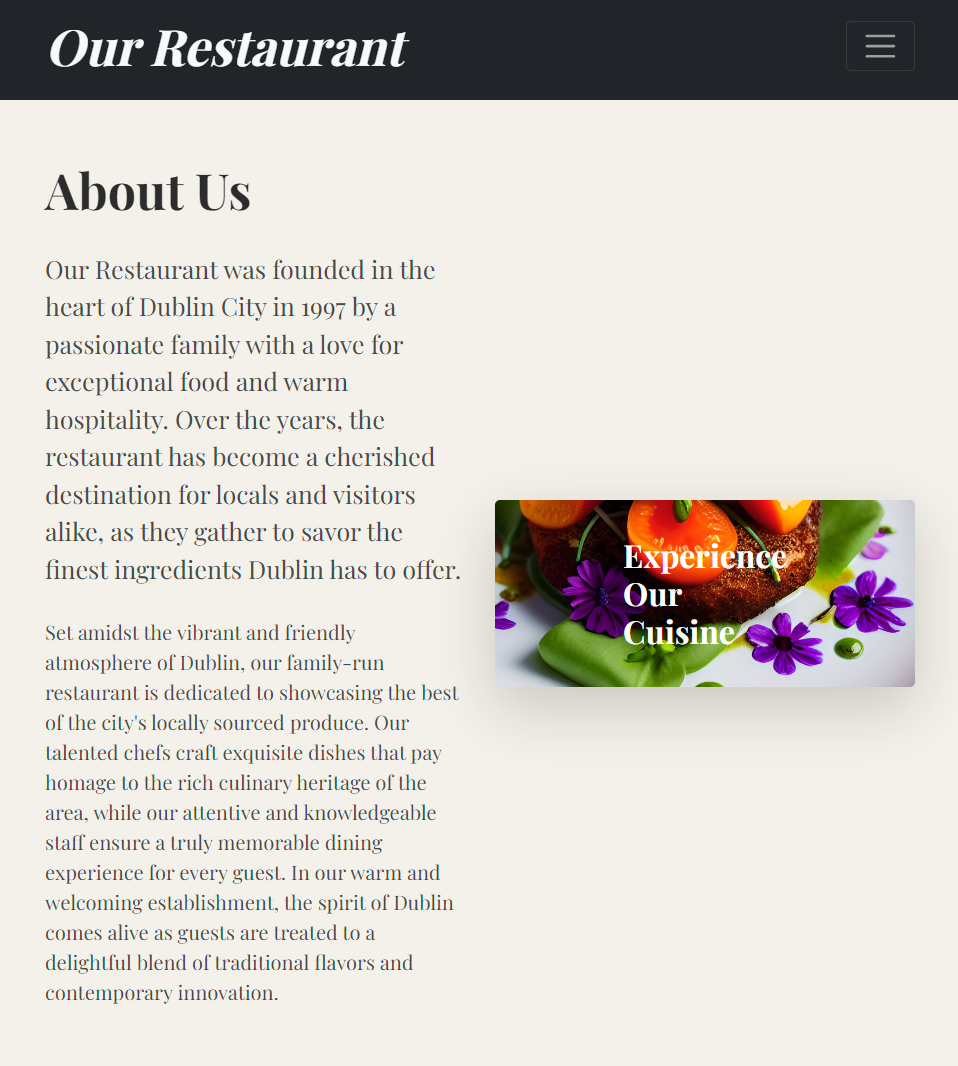 Our Restaurant
About Us
Our Restaurant was founded in the
heart of Dublin City in 1997 by a
passionate family with a love for
exceptional food and warm
hospitality. Over the years, the
restaurant has become a cherished
destination for locals and visitors
alike, as they gather to savor the
finest ingredients Dublin has to offer.
Set amidst the vibrant and friendly
atmosphere of Dublin, our family-run
restaurant is dedicated to showcasing the best
of the city's locally sourced produce. Our
talented chefs craft exquisite dishes that pay
homage to the rich culinary heritage of the
area, while our attentive and knowledgeable
staff ensure a truly memorable dining
experience for every guest. In our warm and
welcoming establishment, the spirit of Dublin
comes alive as guests are treated to a
delightful blend of traditional flavors and
contemporary innovation.
Experience
Our
Cuisine